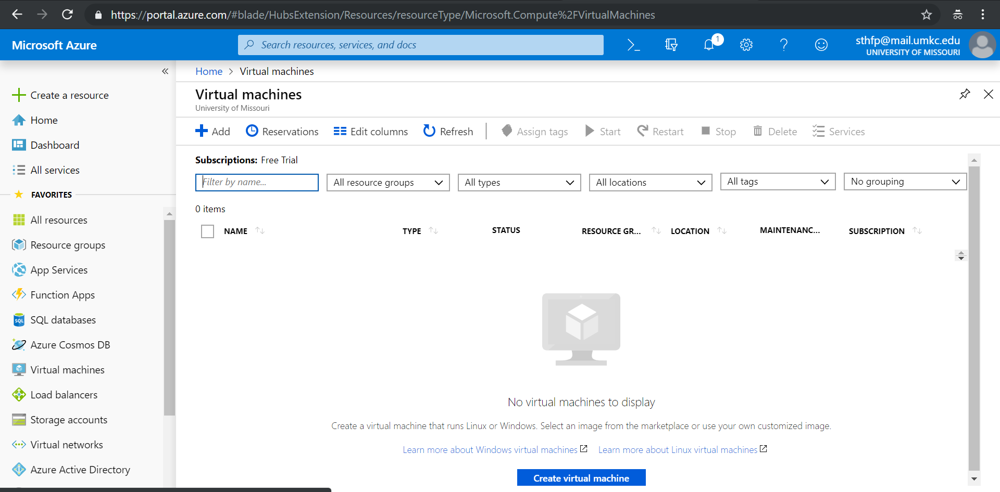 https://portal.azure.com/#blade/HubsExtension/Resources/resourceType/Microsoft.Compute%2FVirtualMachines
Microsoft Azure
Search resources, services, and docs
1
sthfp@mail.umkc.edu
UNIVERSITY OF MISSOURI
Home > Virtual machines
Create a resource
Home
Dashboard
All services
FAVORITES
All resources
Resource groups
App Services
Function Apps
SQL
SQL databases
Azure Cosmos DB
Virtual machines
Load balancers
Storage accounts
Virtual networks
Azure Active Directory
Virtual machines
University of Missouri
Add Reservations Edit columns Refresh Assign tags Start Restart Stop Delete Services
Subscriptions: Free Trial
Filter by name... All resource groups All types All locations All tags No grouping
0 items
NAME TYPE STATUS RESOURCE GR... LOCATION MAINTENANC... SUBSCRIPTION
No virtual machines to display
Create a virtual machine that runs Linux or Windows. Select an image from the marketplace or use your own customized image.
Learn more about Windows virtual machines Learn more about Linux virtual machines
Create virtual machine